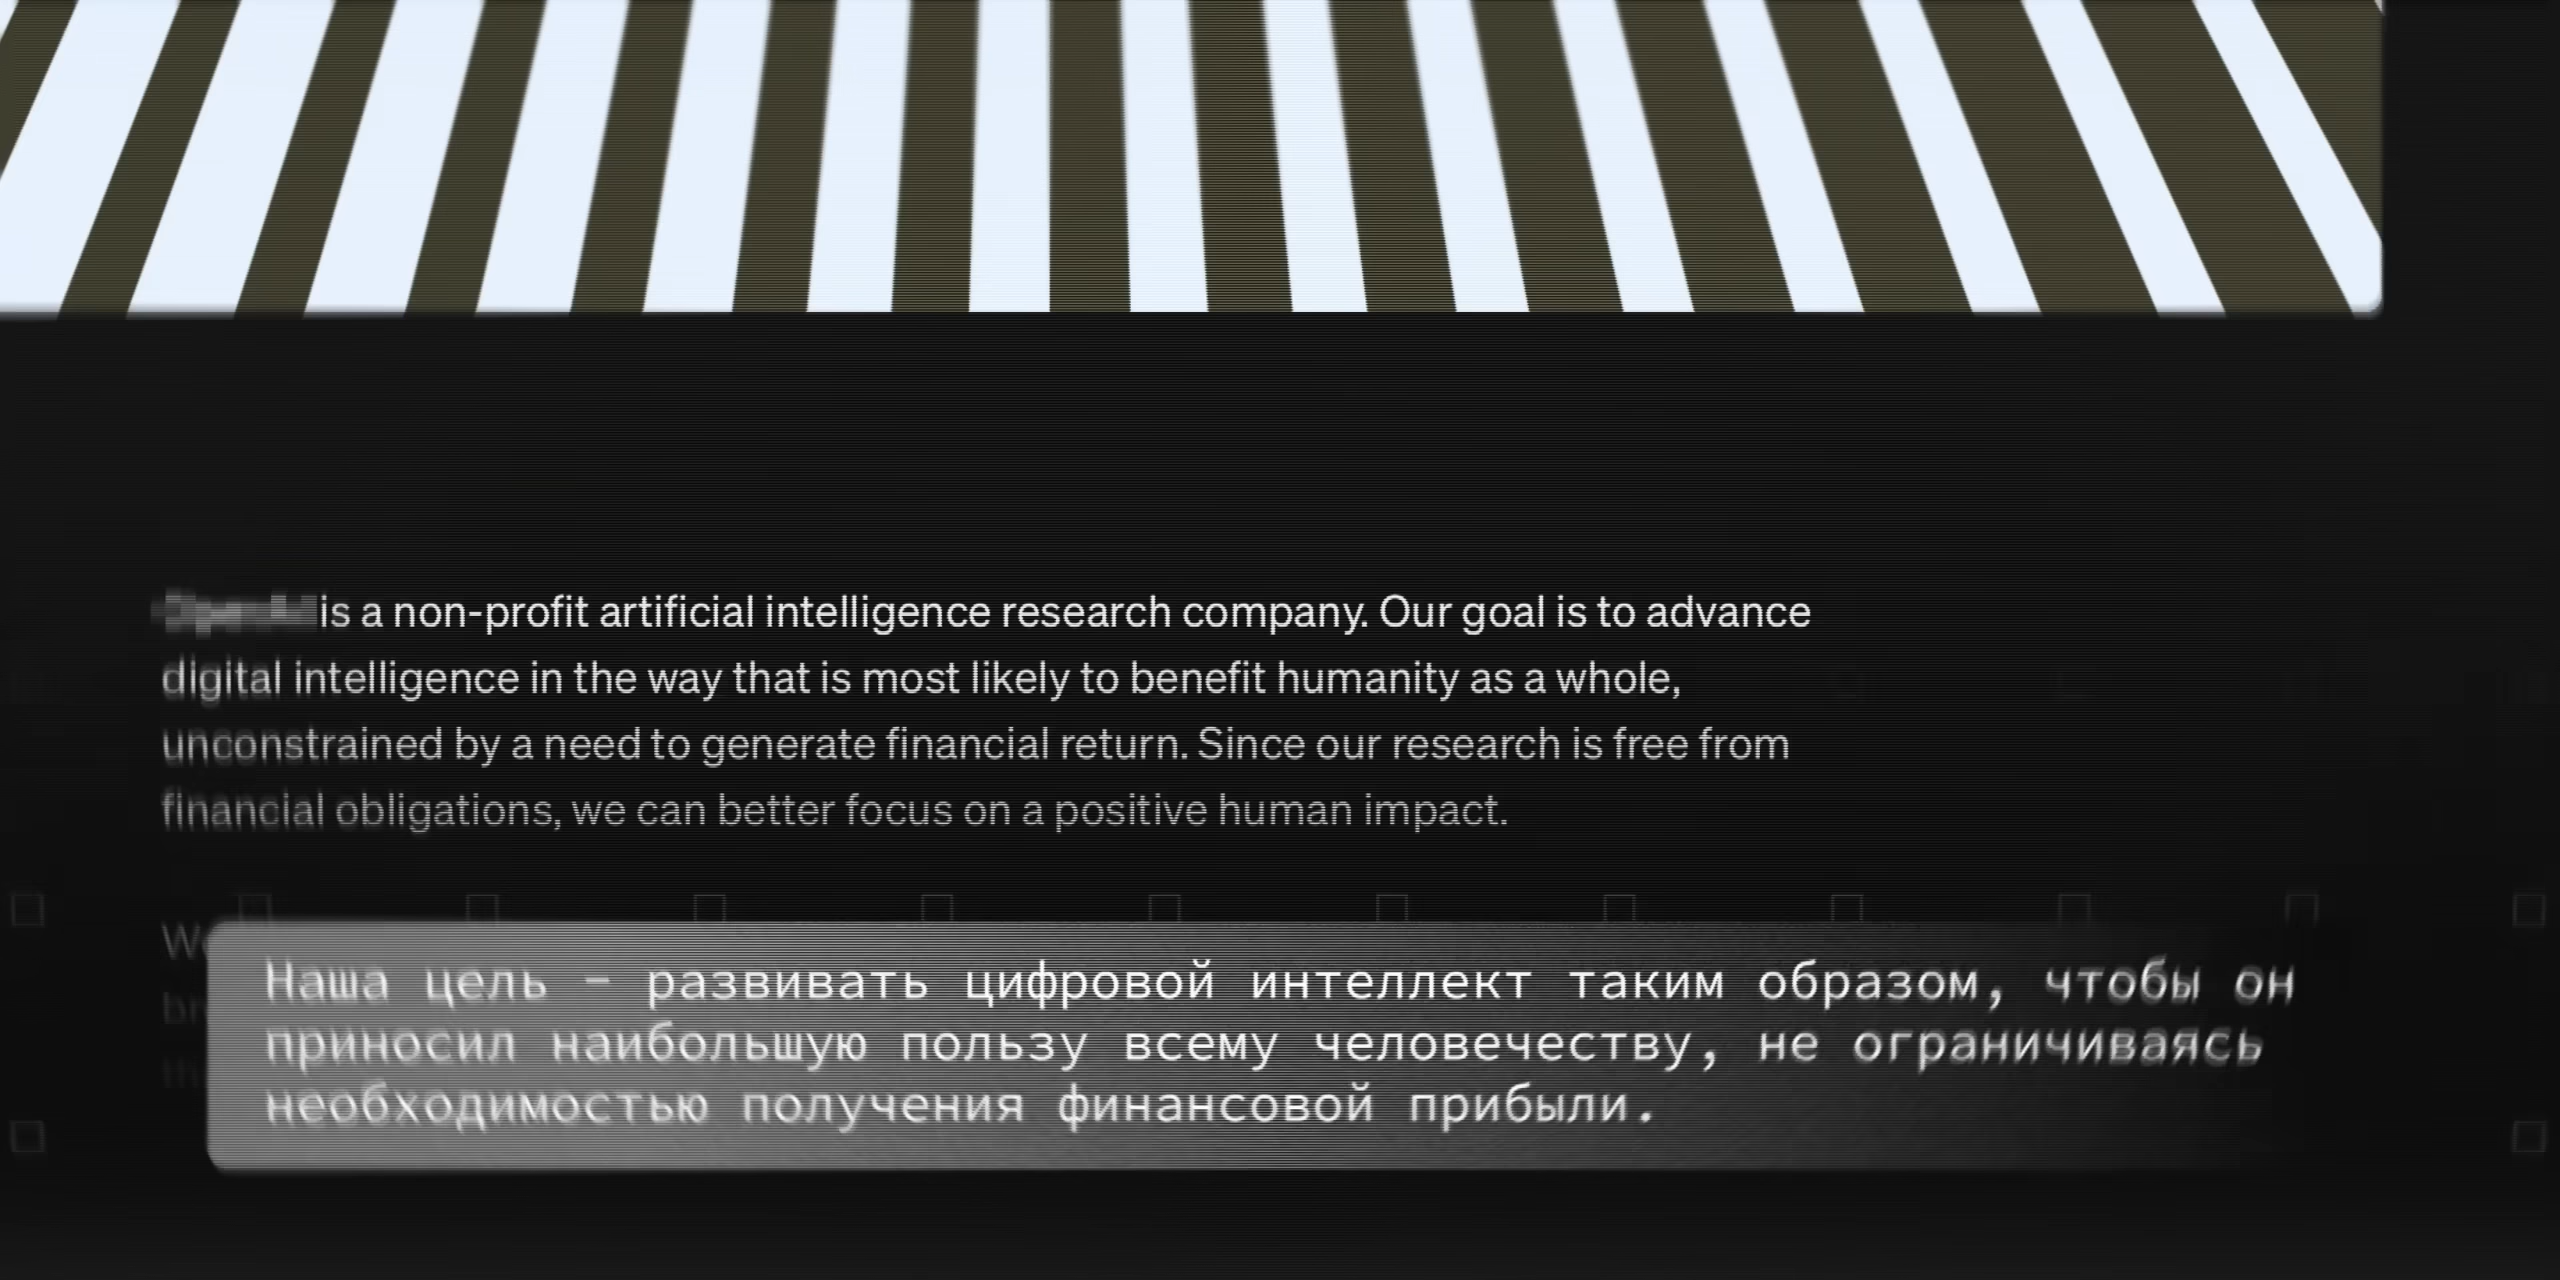 is a non-profit artificial intelligence research company. Our goal is to advance
digital intelligence in the way that is most likely to benefit humanity as a whole,
unconstrained by a need to generate financial return. Since our research is free from
financial obligations, we can better focus on a positive human impact.
Наша цель – развивать цифровой интеллект таким образом, чтобы он
приносил наибольшую пользу всему человечеству, не ограничиваясь
необходимостью получения финансовой прибыли.